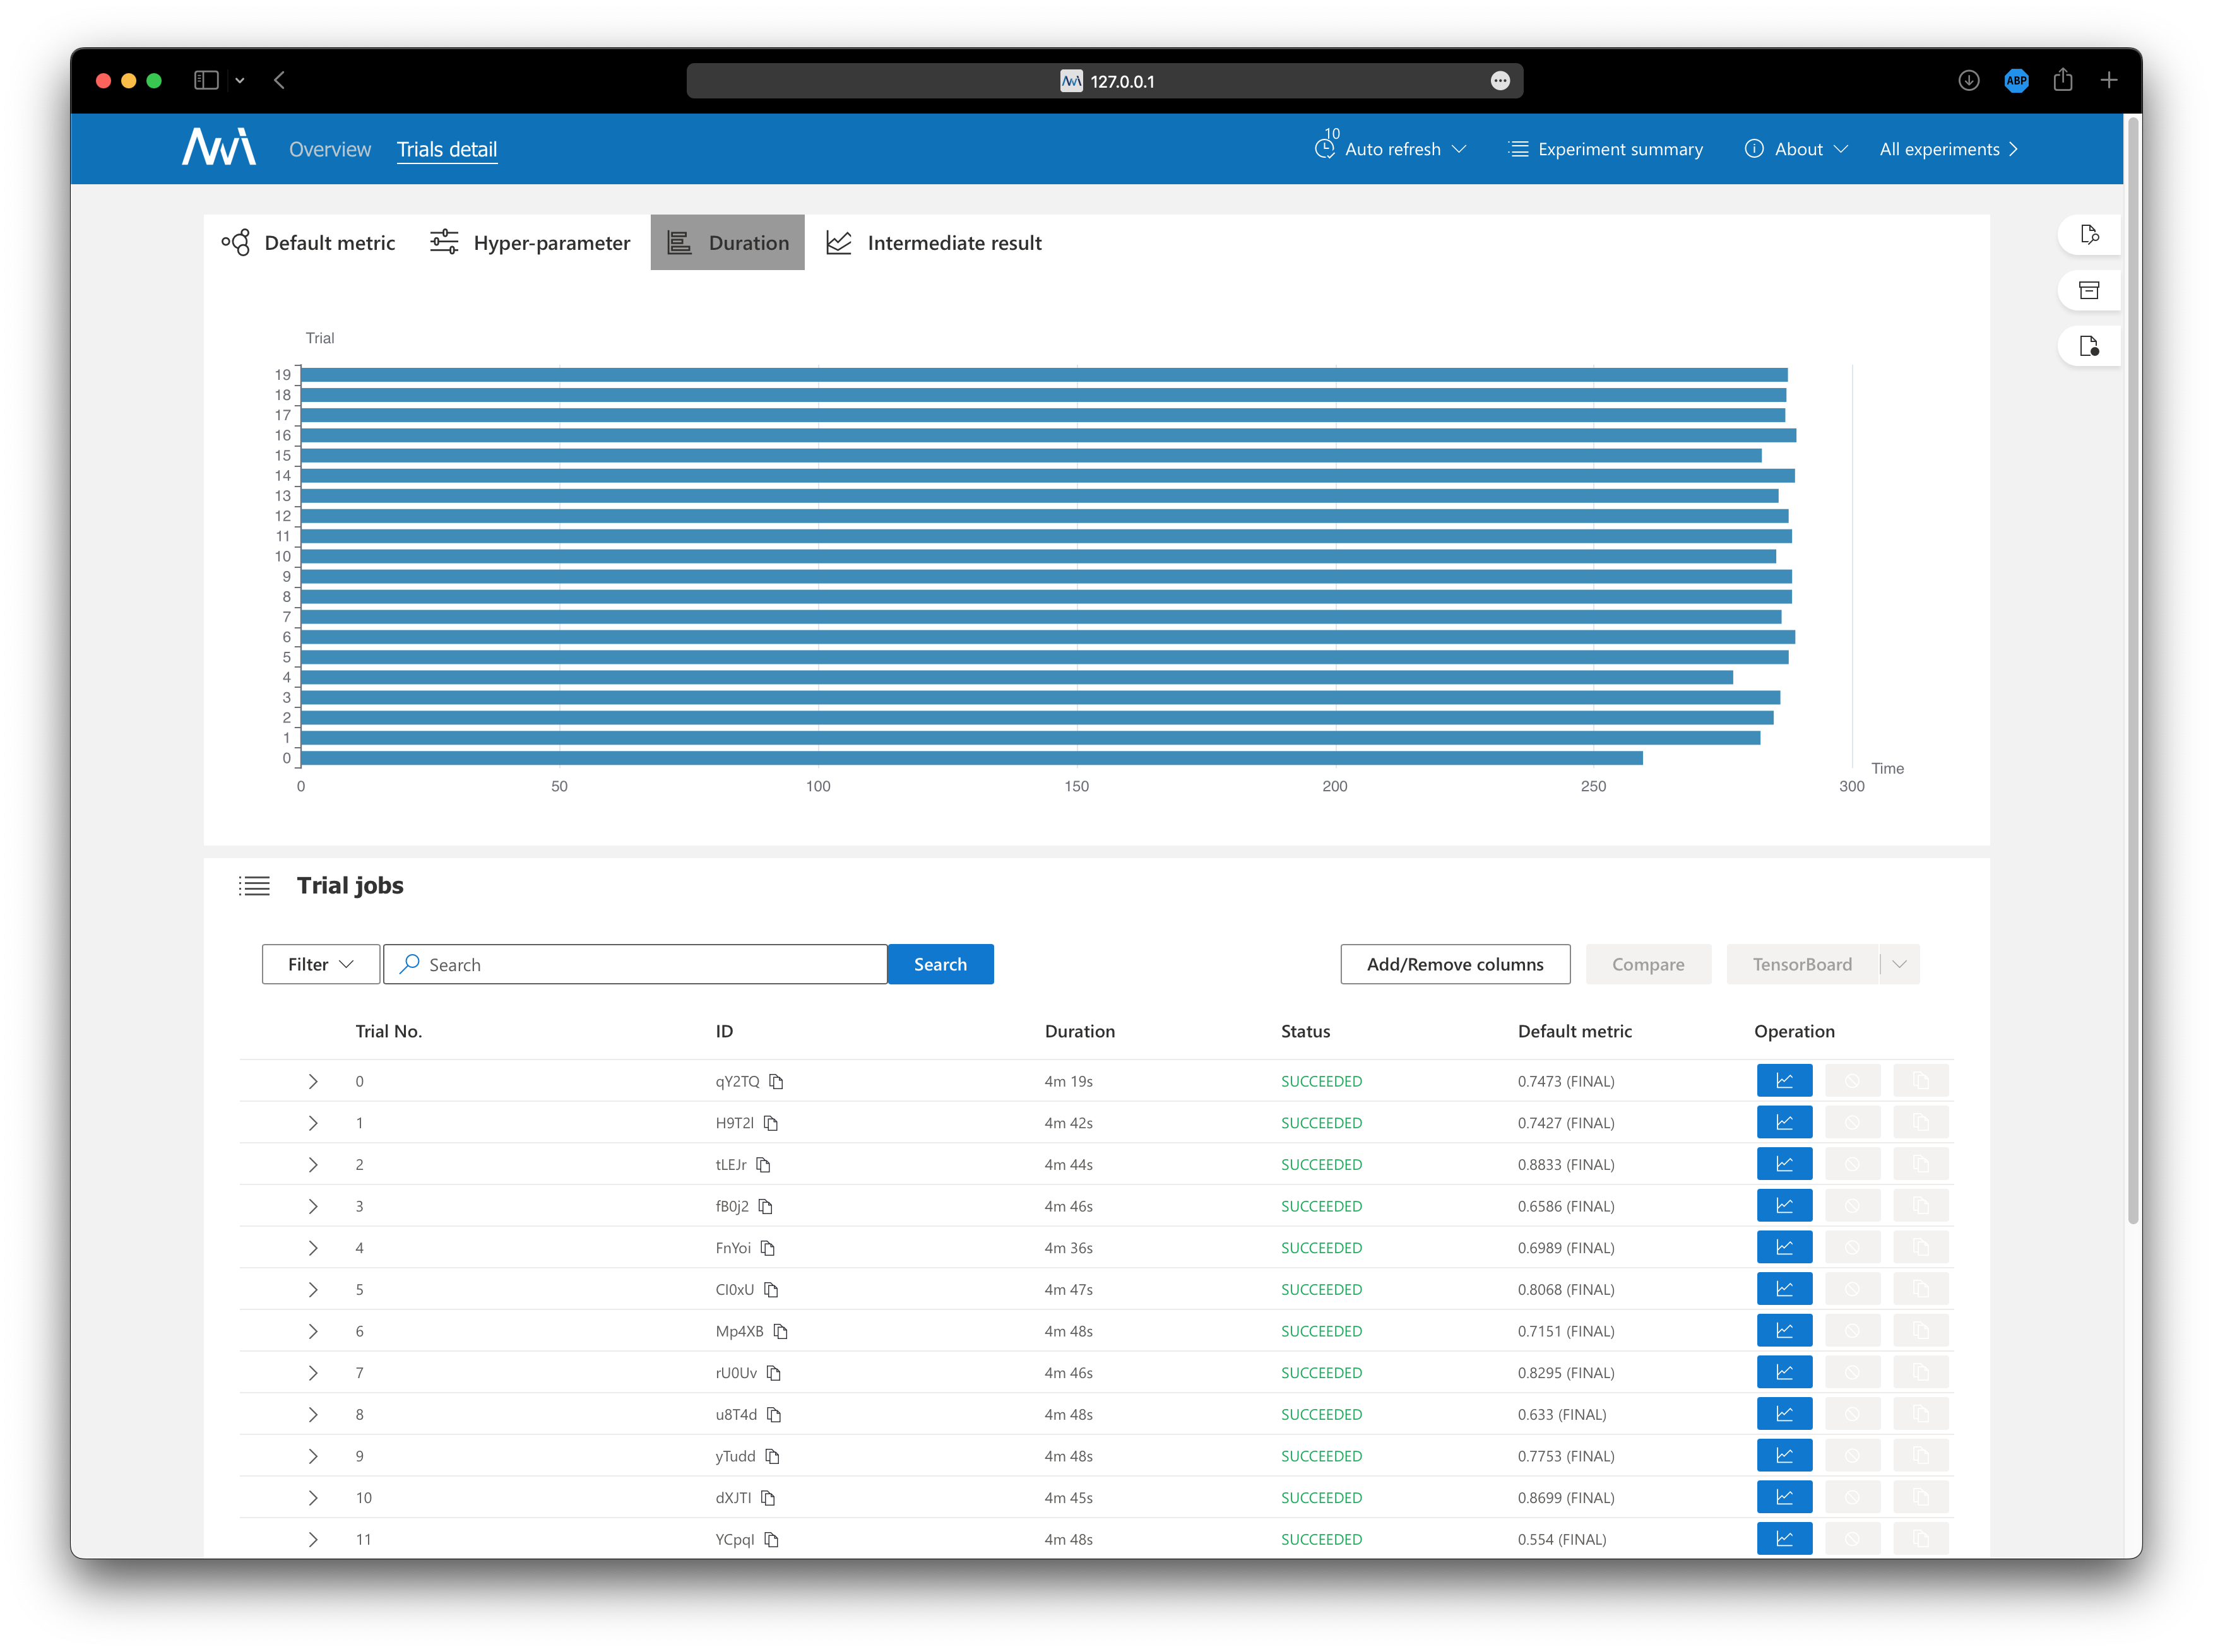 127.0.0.1
ABP
Overview
Trials detail
10
Auto refresh
Experiment summary
About
All experiments
Default metric
Hyper-parameter
Duration
Intermediate result
Trial
19
18
17
16
15
14
13
12
11
10
9
8
7
6
5
4
3
2
1
0
0 50 100 150 200 250 300
Time
Trial jobs
Filter
Search
Search
Add/Remove columns
Compare
TensorBoard
Trial No. ID Duration Status Default metric Operation
0 qY2TQ 4m 19s SUCCEEDED 0.7473 (FINAL)
1 4m 42s SUCCEEDED 0.7427 (FINAL)
2 tLEJr 4m 44s SUCCEEDED 0.8833 (FINAL)
3 fB0j2 4m 46s SUCCEEDED 0.6586 (FINAL)
4 FnYoi 4m 36s SUCCEEDED 0.6989 (FINAL)
5 4m 47s SUCCEEDED 0.8068 (FINAL)
6 Mp4XB 4m 48s SUCCEEDED 0.7151 (FINAL)
7 rU0Uv 4m 46s SUCCEEDED 0.8295 (FINAL)
8 u8T4d 4m 48s SUCCEEDED 0.633 (FINAL)
9 yTudd 4m 48s SUCCEEDED 0.7753 (FINAL)
10 4m 45s SUCCEEDED 0.8699 (FINAL)
11 4m 48s SUCCEEDED 0.554 (FINAL)